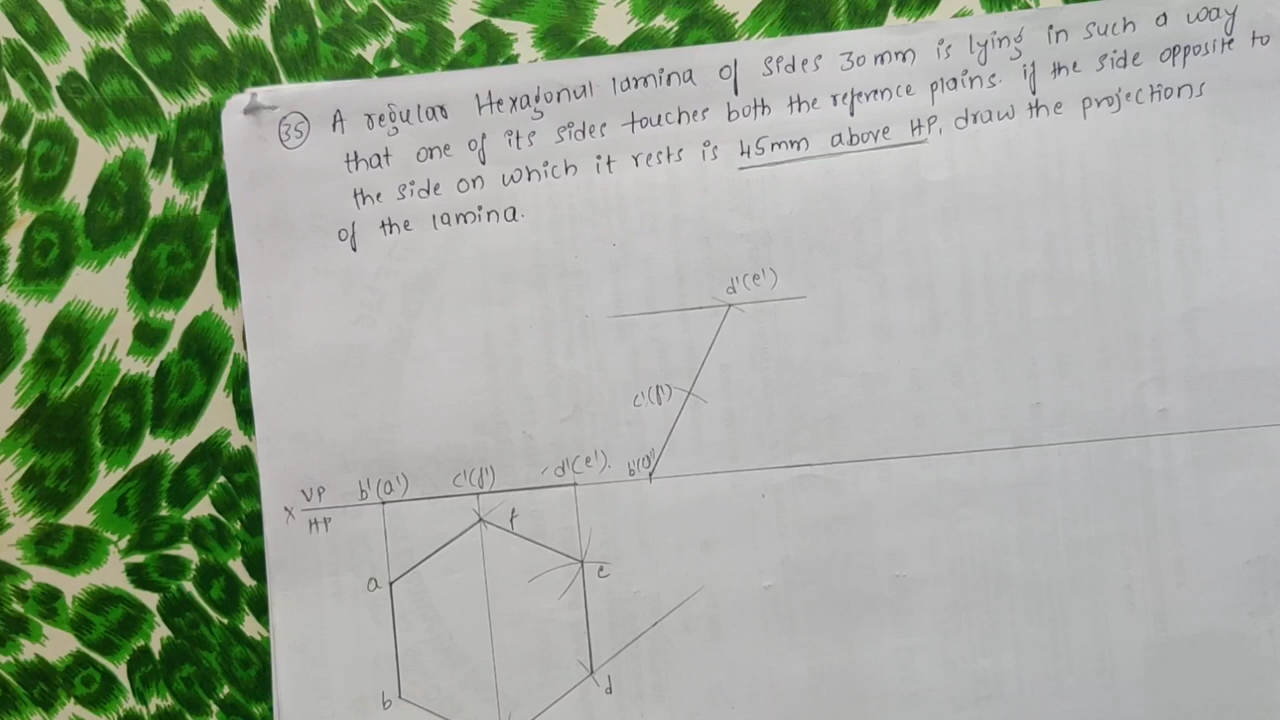 35 A regular Hexagonal lamina of sides 30mm is lying in such a way
that one of its sides touches both the reference plains. if the side opposite to
the side on which it rests is 45mm above HP, draw the projections
of the lamina.
d'(e')
c'(f')
X VP b'(a') c'(f') d'(e'). b'(a')
HP
f
a e
b d